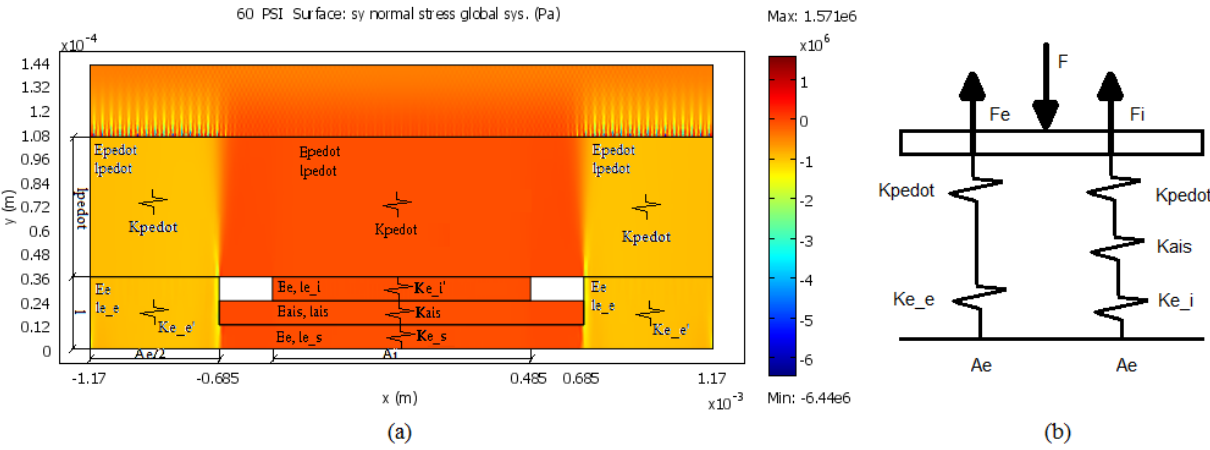 60 PSI Surface: sy normal stress global sys. (Pa)
Max: 1.571e6
x10^-4
x10^6
1.44
1.32
1.2
1.08
0.96
0.84
0.72
0.6
0.48
0.36
0.24
0.12
0
y (m)
lpedot
l
Epedot
lpedot
Kpedot
Epedot
lpedot
Kpedot
Epedot
lpedot
Kpedot
Ee
le_e
Ke_e'
Ee, le_i
Ke_i'
Eais, lais
Kais
Ee, le_s
Ke_s
Ee
le_e
Ke_e'
Ae/2
Ai
-1.17
-0.685
0.485
0.685
1.17
x (m)
x10^-3
1
0
-1
-2
-3
-4
-5
-6
Min: -6.44e6
(a)
F
Fe
Fi
Kpedot
Kpedot
Kais
Ke_e
Ke_i
Ae
Ae
(b)